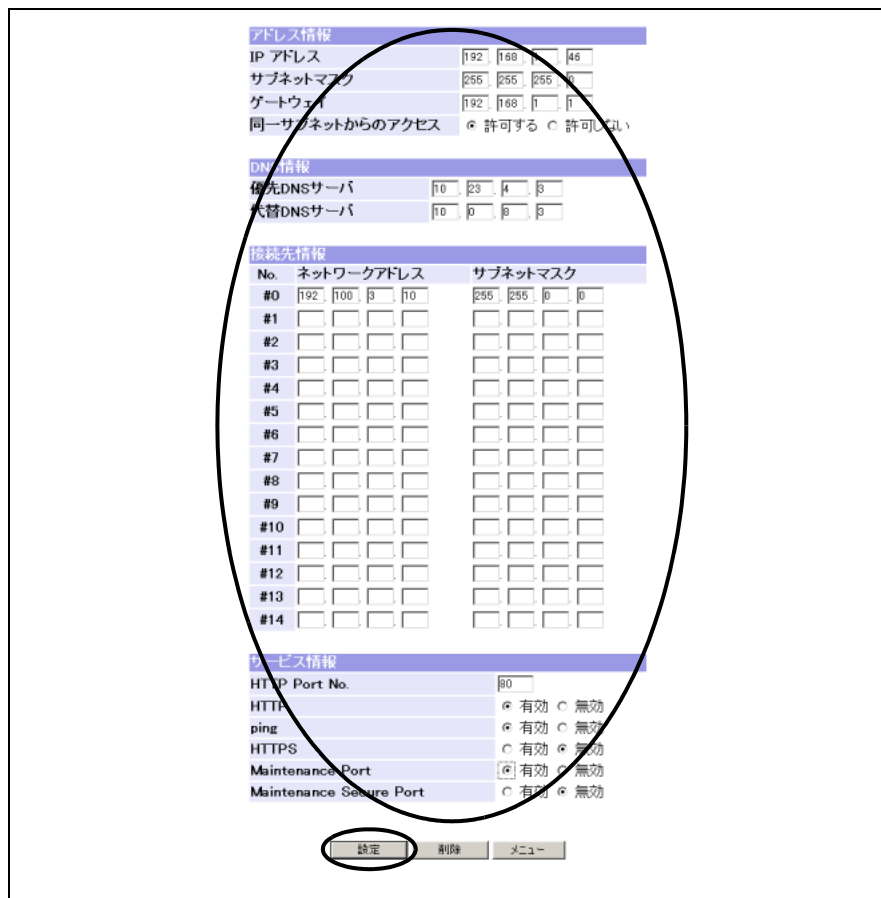 アドレス情報
IP アドレス 192 . 168 . 1 . 46
サブネットマスク 255 . 255 . 255 . 0
ゲートウェイ 192 . 168 . 1 . 1
同一サブネットからのアクセス 許可する 許可しない
DNS情報
優先DNSサーバ 10 . 23 . 4 . 3
代替DNSサーバ 10 . 0 . 8 . 3
接続先情報
No. ネットワークアドレス サブネットマスク
#0 192 . 100 . 3 . 10 255 . 255 . 0 . 0
#1 . . . . . .
#2 . . . . . .
#3 . . . . . .
#4 . . . . . .
#5 . . . . . .
#6 . . . . . .
#7 . . . . . .
#8 . . . . . .
#9 . . . . . .
#10 . . . . . .
#11 . . . . . .
#12 . . . . . .
#13 . . . . . .
#14 . . . . . .
サービス情報
HTTP Port No. 80
HTTP 有効 無効
ping 有効 無効
HTTPS 有効 無効
Maintenance Port 有効 無効
Maintenance Secure Port 有効 無効
設定 削除 メニュー